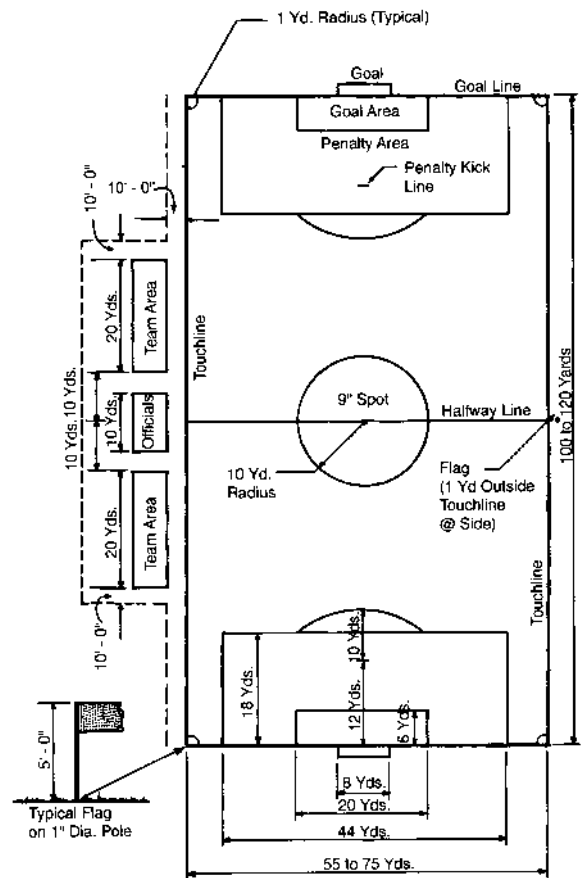 1 Yd. Radius (Typical)
Goal
Goal Line
Goal Area
Penalty Area
Penalty Kick
Line
10' - 0"
10' - 0"
20 Yds.
Team Area
Touchline
10 Yds.
10 Yds.
10 Yds.
Officials
9" Spot
Halfway Line
100 to 120 Yards
10 Yd.
Radius
Flag
(1 Yd Outside
Touchline
@ Side)
20 Yds.
Team Area
10' - 0"
Touchline
10 Yds.
18 Yds.
12 Yds.
6 Yds.
5' - 0"
Typical Flag
on 1" Dia. Pole
8 Yds.
20 Yds.
44 Yds.
55 to 75 Yds.